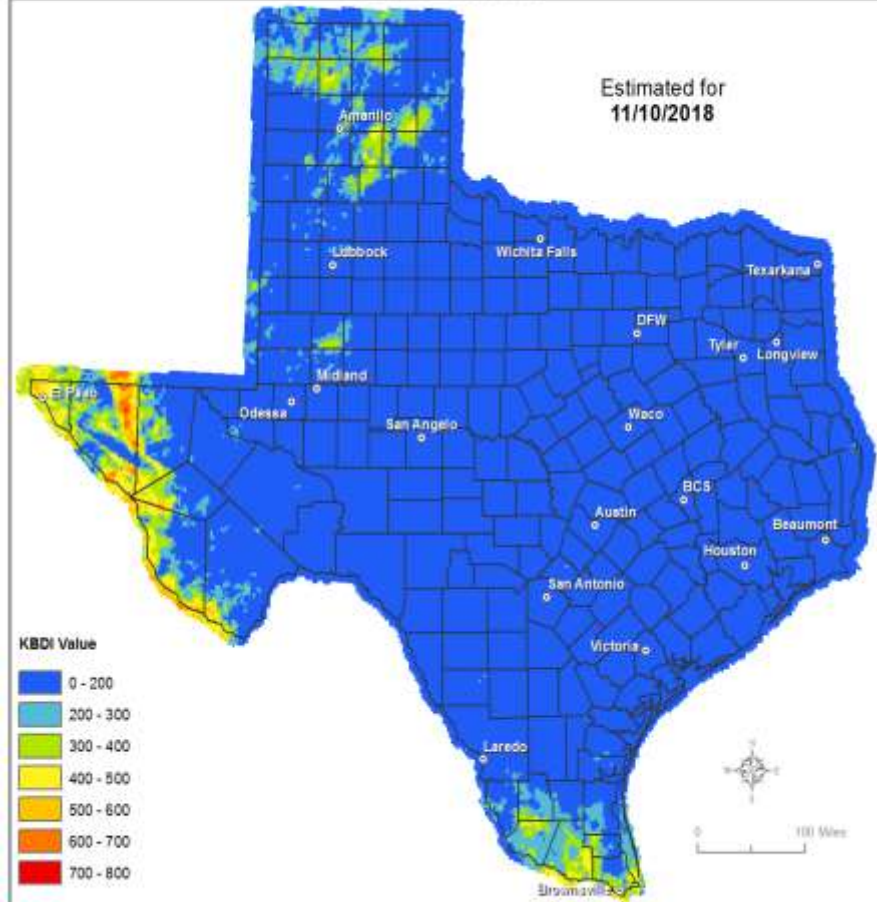 Estimated for
11/10/2018
Amarillo
Lubbock
Wichita Falls
Texarkana
DFW
Tyler
Longview
Midland
El Paso
Odessa
San Angelo
Waco
BCS
Austin
Beaumont
Houston
San Antonio
Victoria
KBDI Value
0 - 200
200 - 300
300 - 400
400 - 500
500 - 600
600 - 700
700 - 800
Laredo
0 100 Miles
Brownsville